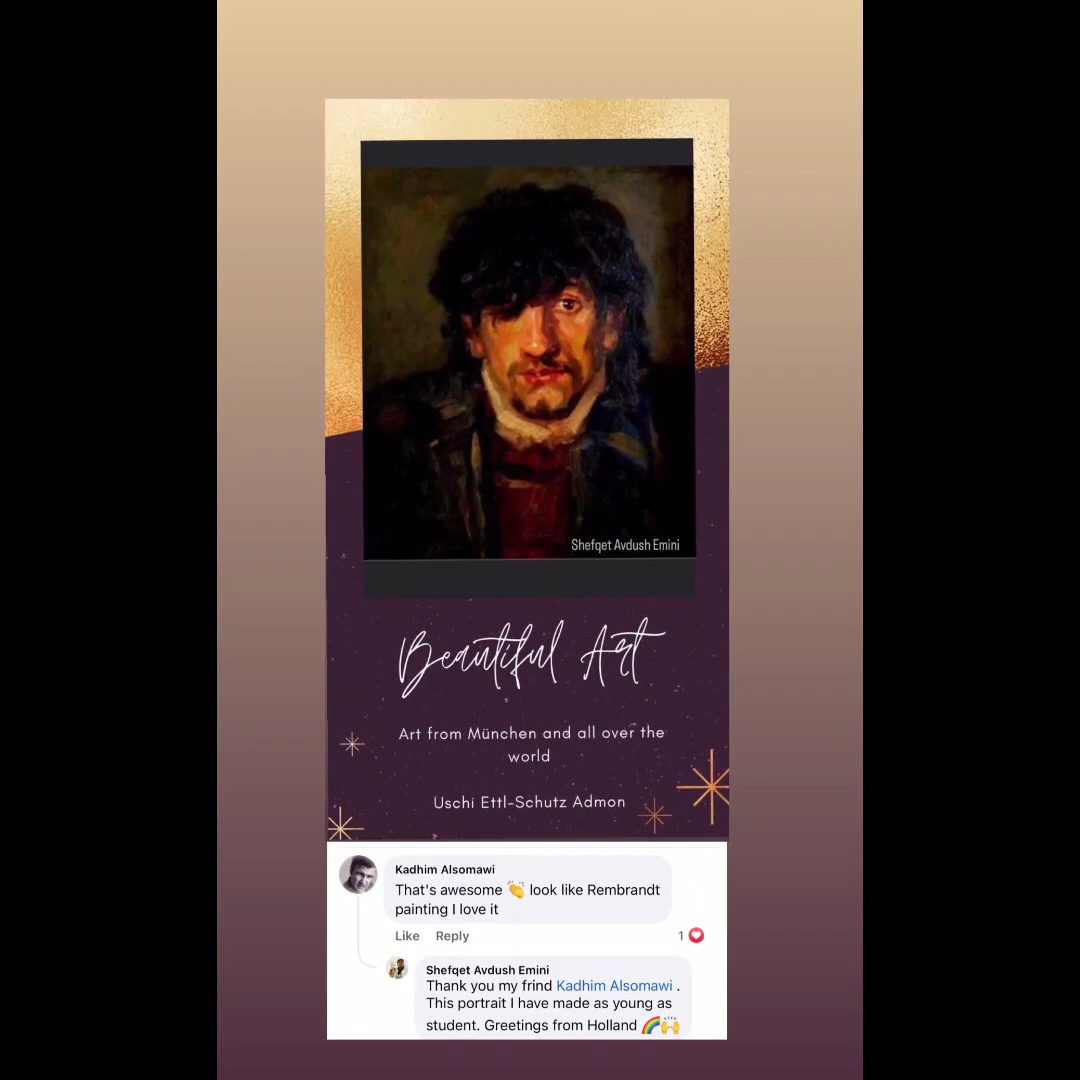 Shefqet Avdush Emini
Beautiful Art
Art from München and all over the
world
Uschi Ettl-Schutz Admon
Kadhim Alsomawi
That's awesome 👏 look like Rembrandt
painting I love it
Like Reply 1
Shefqet Avdush Emini
Thank you my frind Kadhim Alsomawi .
This portrait I have made as young as
student. Greetings from Holland 🌈🙌